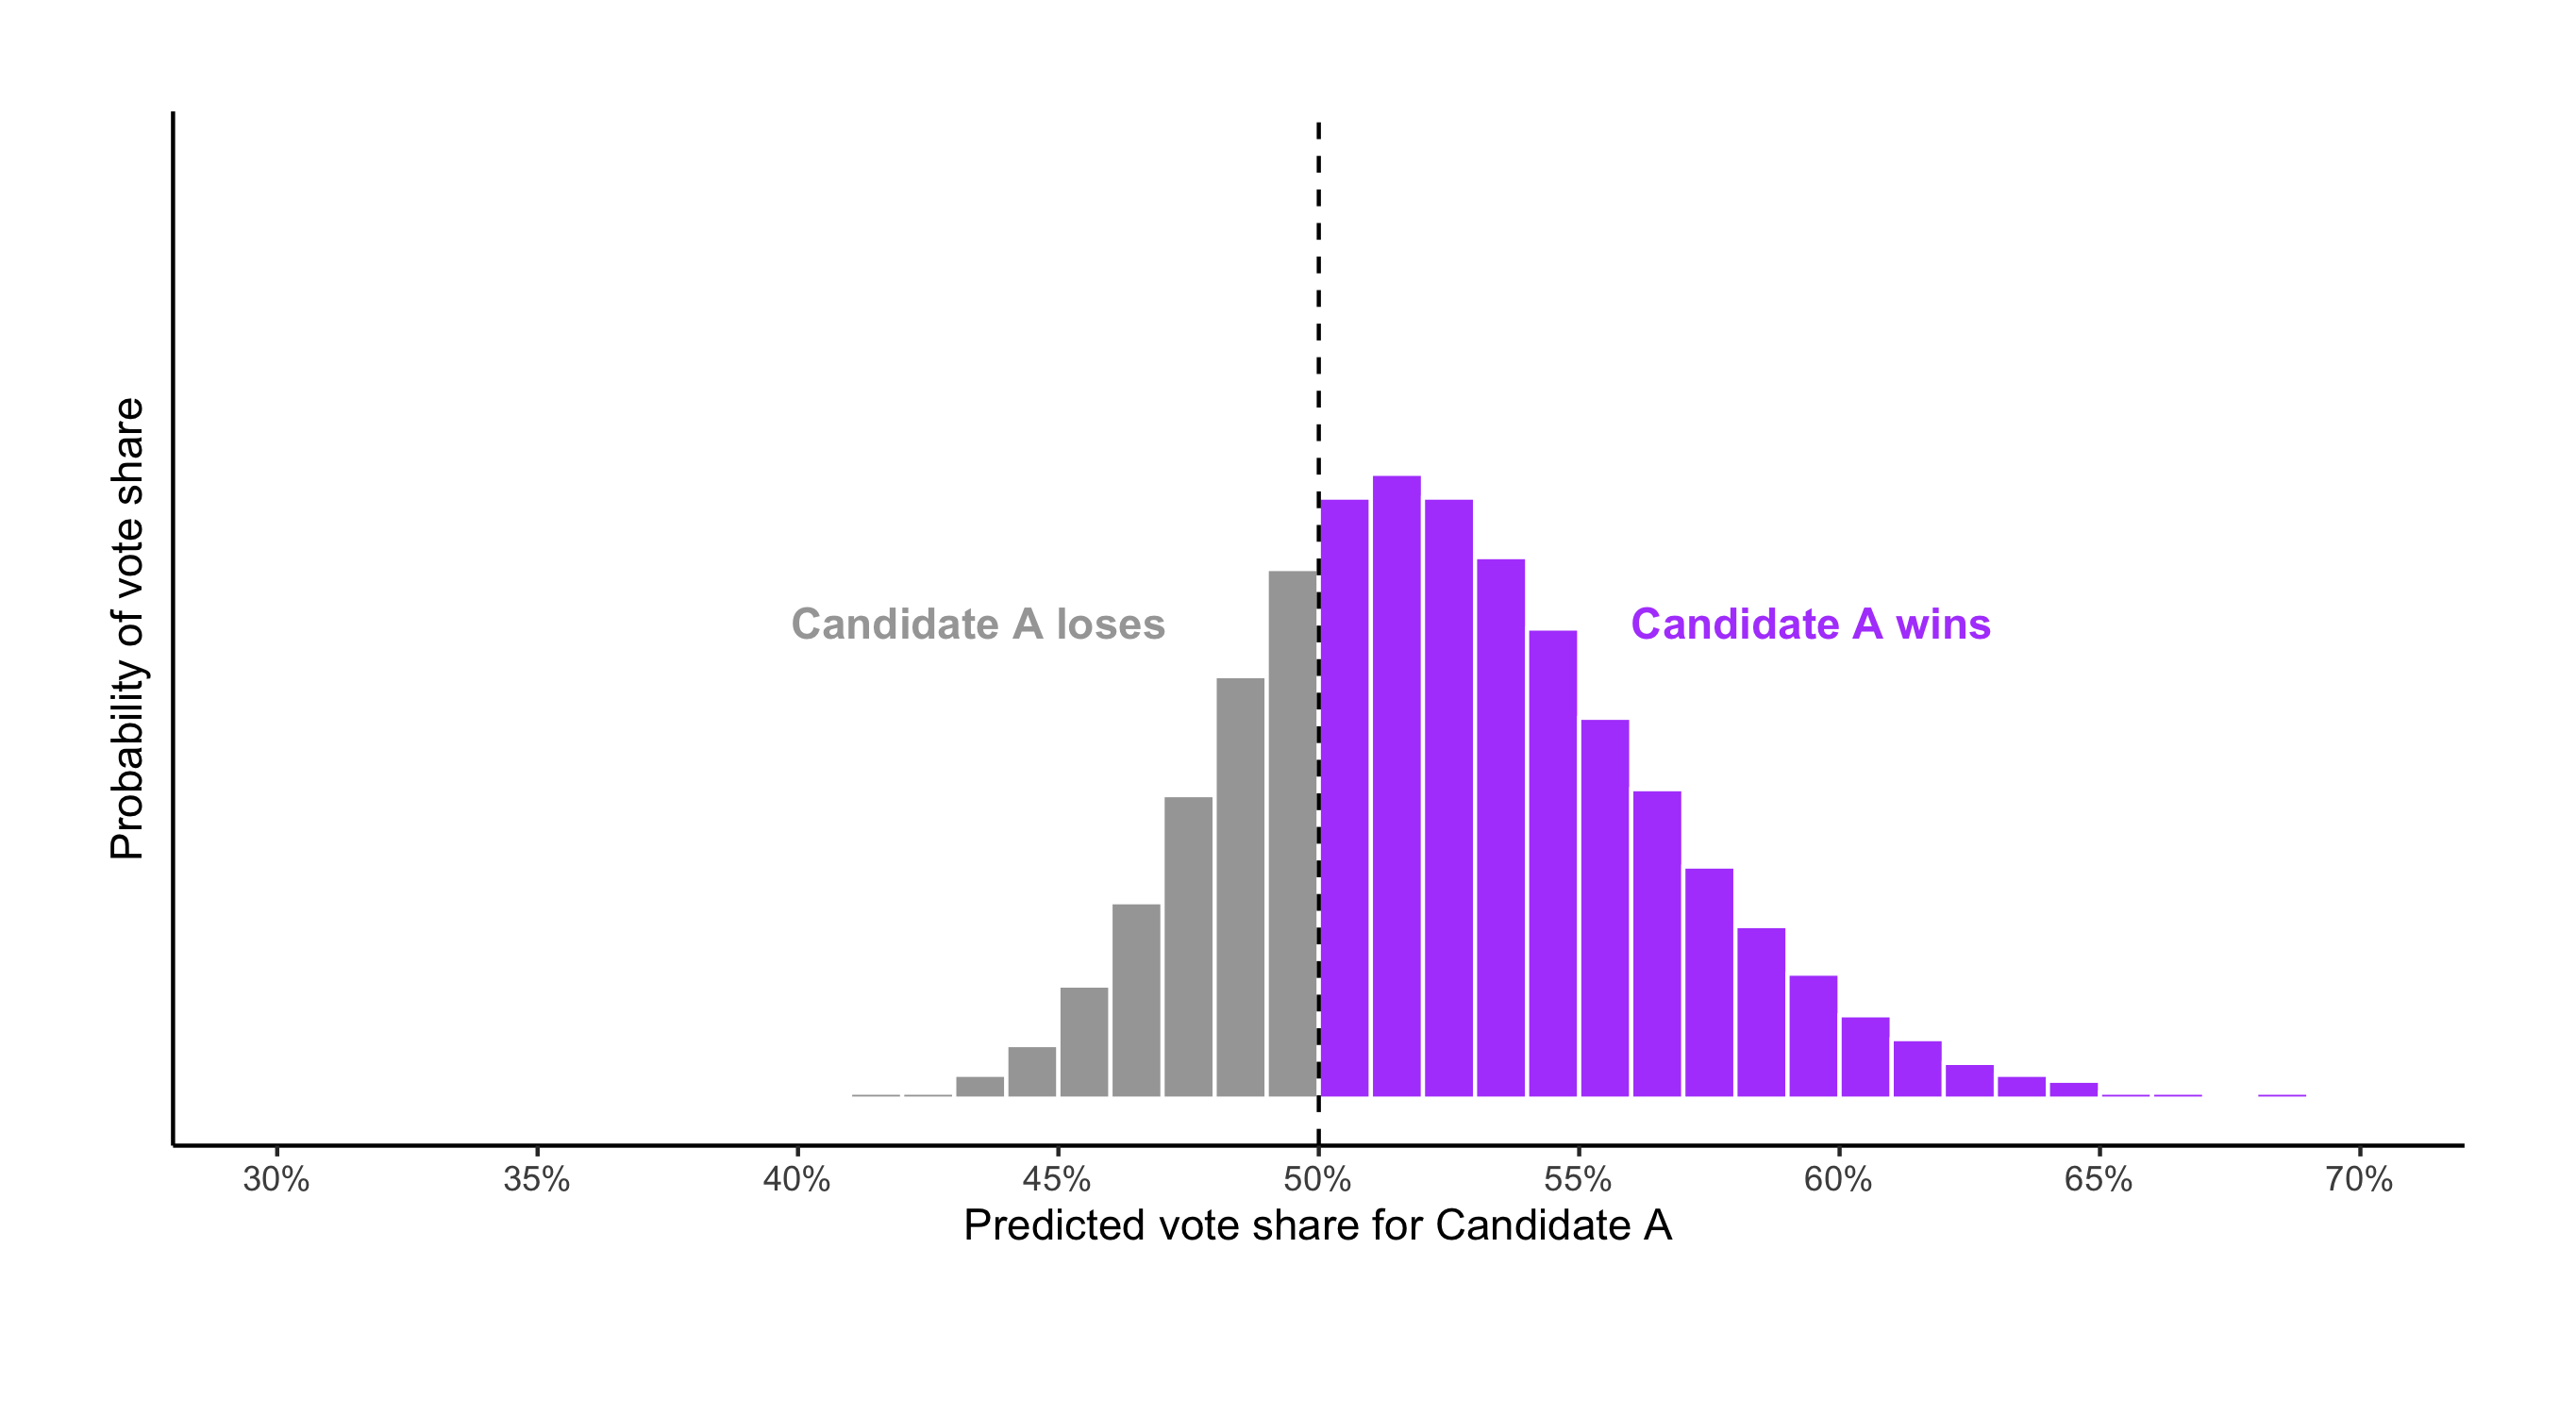 Probability of vote share
Candidate A loses
Candidate A wins
30%
35%
40%
45%
50%
55%
60%
65%
70%
Predicted vote share for Candidate A